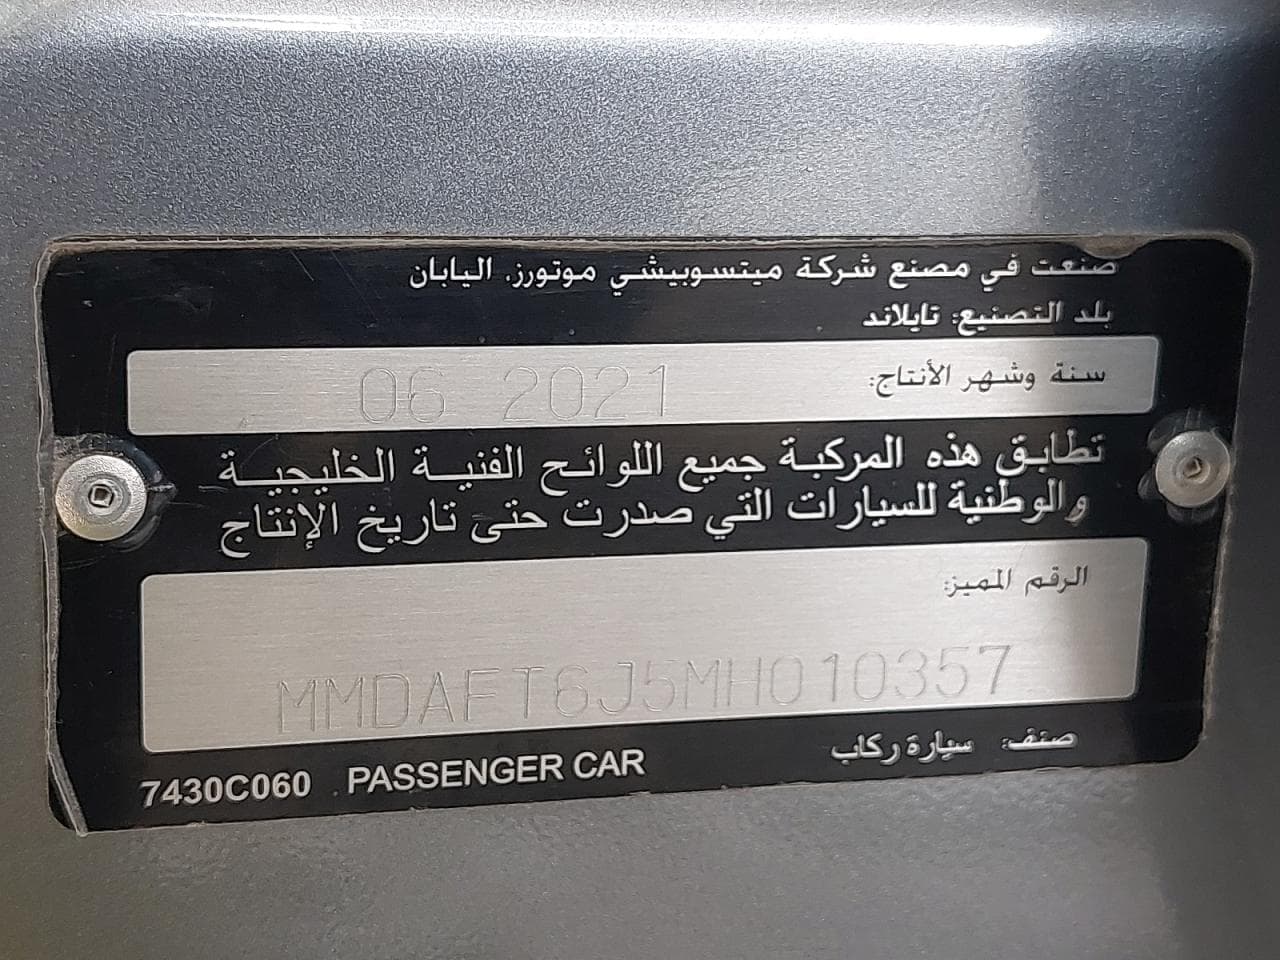 صنعت في مصنع شركة ميتسوبيشي موتورز. اليابان
بلد التصنيع: تايلاند
سنة وشهر الأنتاج: 06 2021
تطابق هذه المركبة جميع اللوائح الفنية الخليجية
والوطنية للسيارات التي صدرت حتى تاريخ الإنتاج
الرقم المميز:
MMDAFT6J5MH010357
صنف: سيارة ركاب
7430C060 . PASSENGER CAR